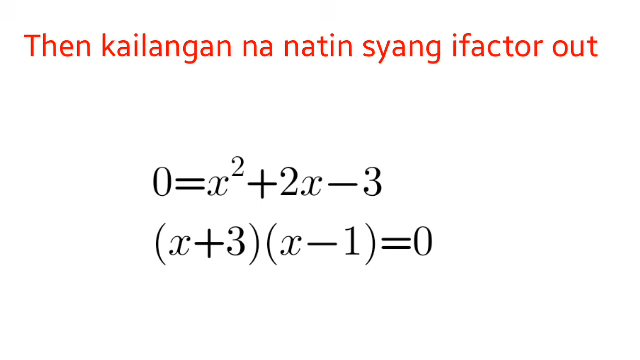 Then kailangan na natin syang ifactor out
0=x²+2x−3
(x+3)(x−1)=0